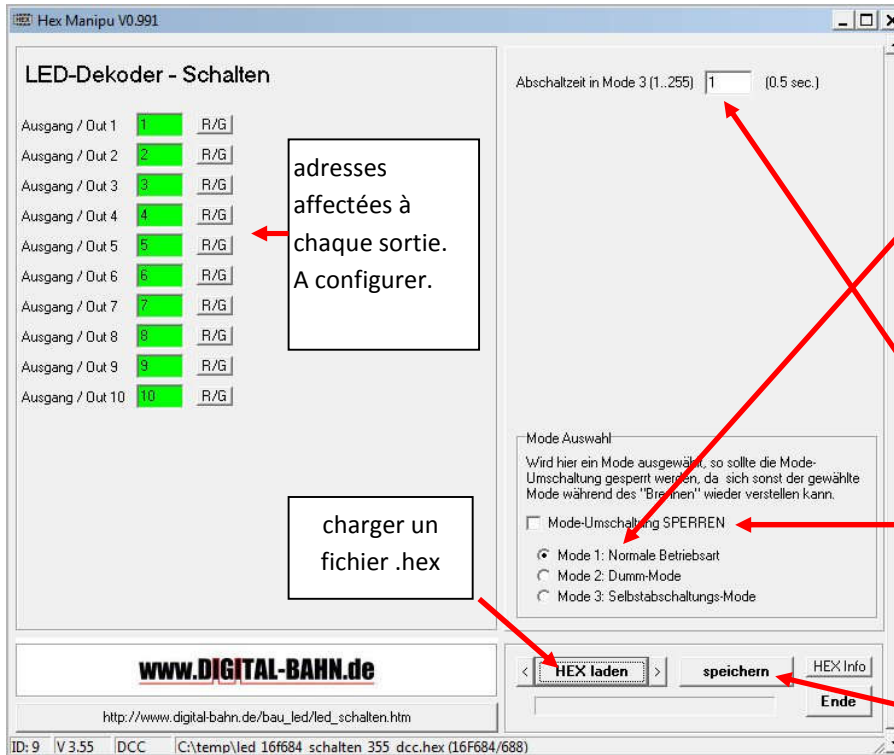 Hex Manipu V0.991
LED-Dekoder - Schalten
Ausgang / Out 1 1 R/G
Ausgang / Out 2 2 R/G
Ausgang / Out 3 3 R/G
Ausgang / Out 4 4 R/G
Ausgang / Out 5 5 R/G
Ausgang / Out 6 6 R/G
Ausgang / Out 7 7 R/G
Ausgang / Out 8 8 R/G
Ausgang / Out 9 9 R/G
Ausgang / Out 10 10 R/G
adresses
affectées à
chaque sortie.
A configurer.
charger un
fichier .hex
Abschaltzeit in Mode 3 (1..255) 1 (0.5 sec.)
Mode Auswahl
Wird hier ein Mode ausgewählt, so sollte die Mode-
Umschaltung gesperrt werden, da sich sonst der gewählte
Mode während des "Brennen" wieder verstellen kann.
Mode-Umschaltung SPERREN
Mode 1: Normale Betriebsart
Mode 2: Dumm-Mode
Mode 3: Selbstabschaltungs-Mode
www.DIGITAL-BAHN.de
http://www.digital-bahn.de/bau_led/led_schalten.htm
< HEX laden > speichern HEX Info
Ende
ID: 9 V 3.55 DCC C:\temp\led_16f684_schalten_355_dcc.hex (16F684/688)